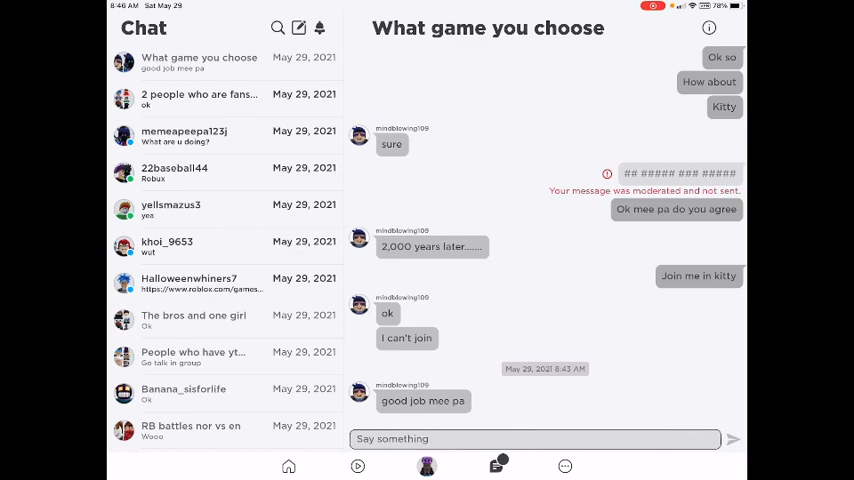 8:46 AM Sat May 29
78%
Chat
What game you choose
May 29, 2021
good job mee pa
2 people who are fans...
May 29, 2021
ok
memeapeepa123j
May 29, 2021
What are u doing?
22baseball44
May 29, 2021
Robux
yellsmazus3
May 29, 2021
yea
khoi_9653
May 29, 2021
wut
Halloweenwhiners7
May 29, 2021
https://www.roblox.com/games...
The bros and one girl
May 29, 2021
Ok
People who have yt...
May 29, 2021
Go talk in group
Banana_sisforlife
May 29, 2021
Ok
RB battles nor vs en
May 29, 2021
Wooo
What game you choose
Ok so
How about
Kitty
mindblowing109
sure
## ##### ### #####
Your message was moderated and not sent.
Ok mee pa do you agree
mindblowing109
2,000 years later.......
Join me in kitty
mindblowing109
ok
I can't join
May 29, 2021 8:43 AM
mindblowing109
good job mee pa
Say something